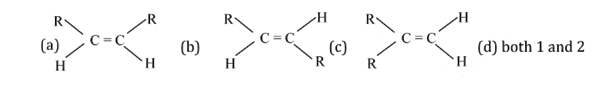 R R R H R H
(a) C = C (b) C = C (c) C = C (d) both 1 and 2
H H H R R H